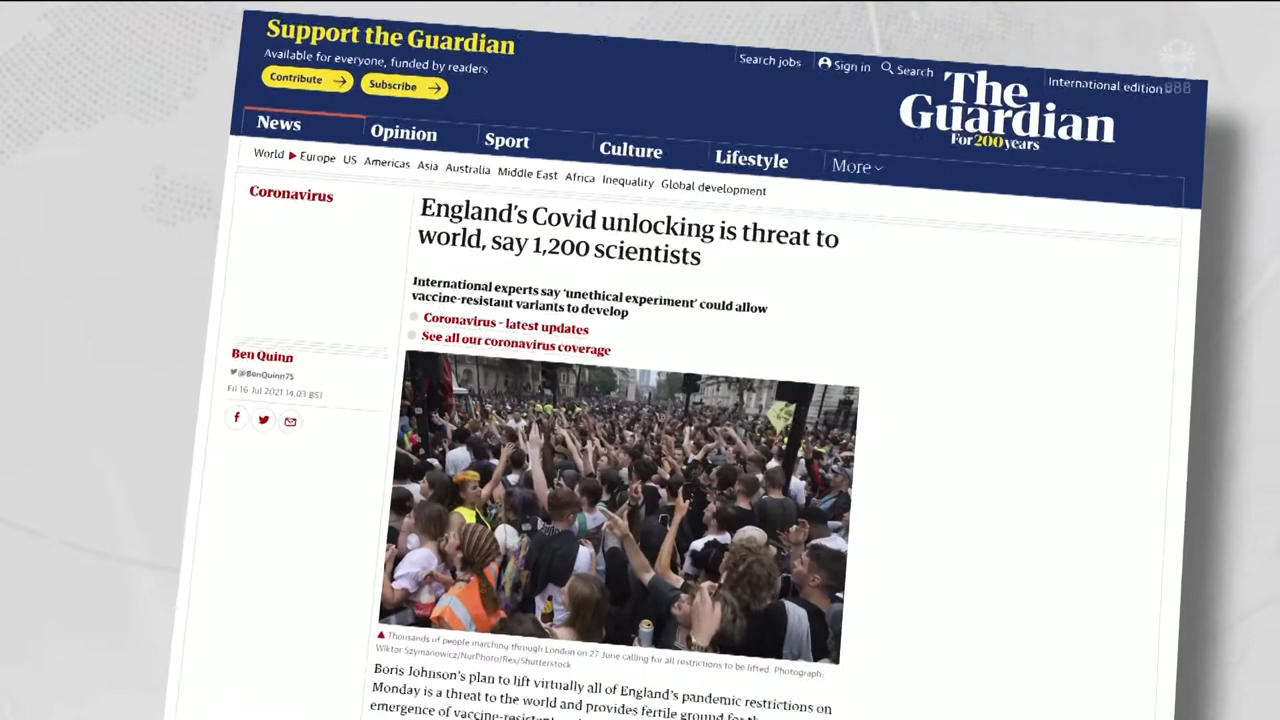 Support the Guardian
Available for everyone, funded by readers
Contribute →
Subscribe →
Search jobs
Sign in
Search
International edition
888
The
Guardian
For 200 years
News
Opinion
Sport
Culture
Lifestyle
More
World ▶ Europe US Americas Asia Australia Middle East Africa Inequality Global development
Coronavirus
England's Covid unlocking is threat to
world, say 1,200 scientists
International experts say 'unethical experiment' could allow
vaccine-resistant variants to develop
Coronavirus - latest updates
See all our coronavirus coverage
Ben Quinn
@BenQuinn75
Fri 16 Jul 2021 14.03 BST
▲ Thousands of people marching through London on 27 June calling for all restrictions to be lifted. Photograph:
Wiktor Szymanowicz/NurPhoto/Rex/Shutterstock
Boris Johnson's plan to lift virtually all of England's pandemic restrictions on
Monday is a threat to the world and provides fertile ground for
emergence of